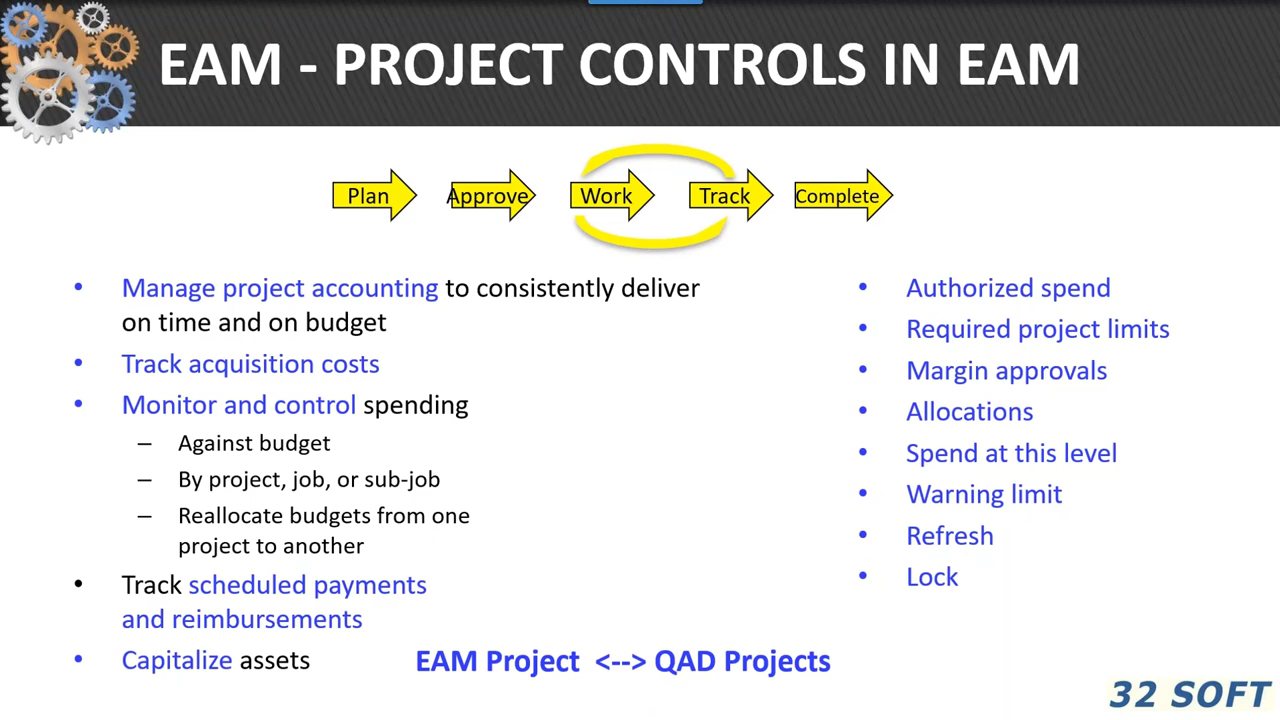 EAM - PROJECT CONTROLS IN EAM
Plan
Approve
Work
Track
Complete
• Manage project accounting to consistently deliver
on time and on budget
• Track acquisition costs
• Monitor and control spending
– Against budget
– By project, job, or sub-job
– Reallocate budgets from one
project to another
• Track scheduled payments
and reimbursements
• Capitalize assets
• Authorized spend
• Required project limits
• Margin approvals
• Allocations
• Spend at this level
• Warning limit
• Refresh
• Lock
EAM Project <--> QAD Projects
32 SOFT